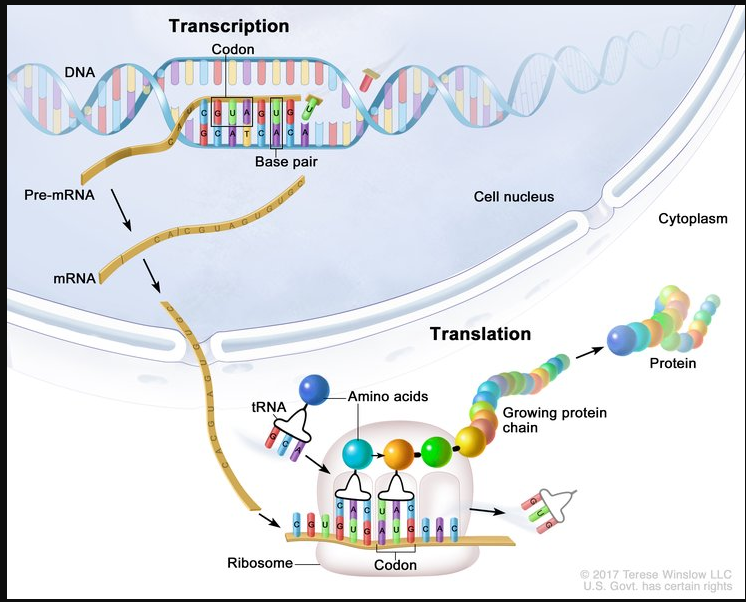 Transcription
Codon
DNA
C A U C G U A G U G U
G C A T C A C A
Base pair
Pre-mRNA
Cell nucleus
Cytoplasm
C A C G U A G U G U G C
mRNA
Translation
Protein
Amino acids
tRNA
G C A
Growing protein
chain
C A C U A C
C G U G U G A U G C A C
G U G
G C G
Ribosome
Codon
© 2017 Terese Winslow LLC
U.S. Govt. has certain rights